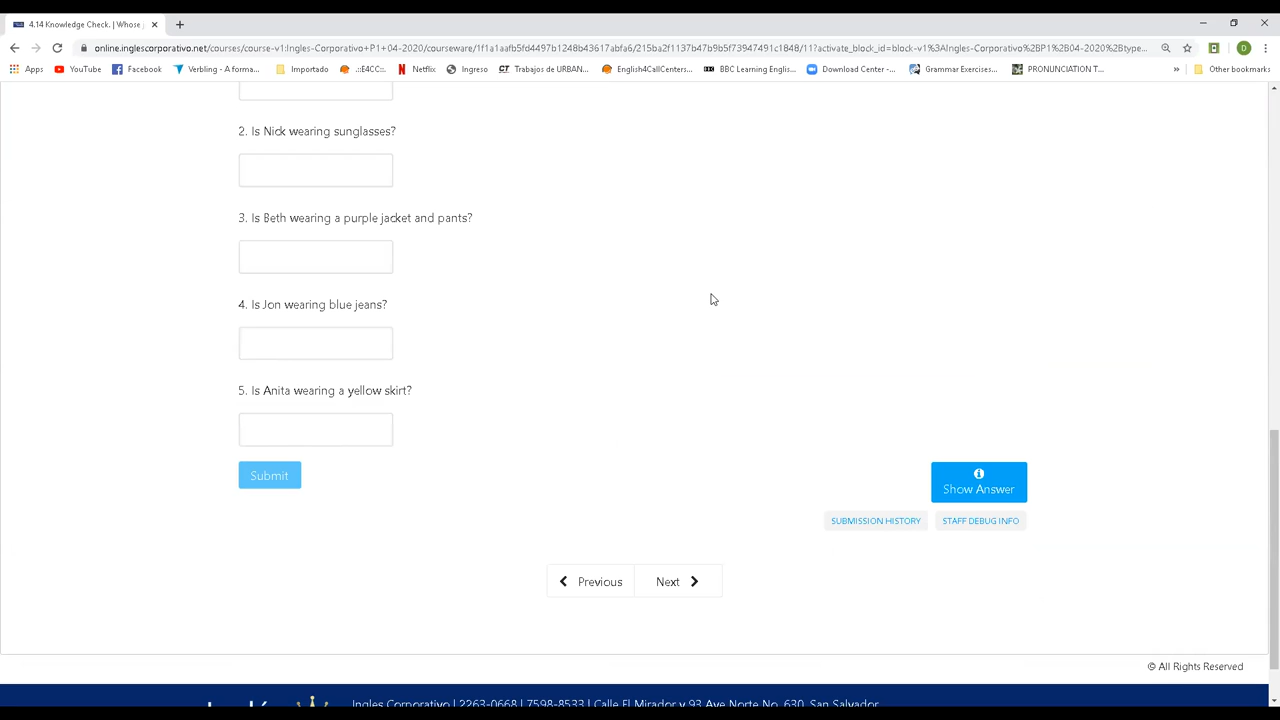 4.14 Knowledge Check. | Whose j
online.inglescorporativo.net/courses/course-v1:Ingles-Corporativo+P1+04-2020/courseware/1f1a1aafb5fd4497b1248b43617abfa6/215ba2f1137b47b9b5f73947491c1848/11?activate_block_id=block-v1%3AIngles-Corporativo%2BP1%2B04-2020%2Btype...
D
Apps YouTube Facebook Verbling - A forma... Importado .::E4CC::. Netflix Ingreso CT Trabajos de URBAN... English4CallCenters... BBC Learning Englis... Download Center -... Grammar Exercises... PRONUNCIATION T... » Other bookmarks
2. Is Nick wearing sunglasses?
3. Is Beth wearing a purple jacket and pants?
4. Is Jon wearing blue jeans?
5. Is Anita wearing a yellow skirt?
Submit
Show Answer
SUBMISSION HISTORY STAFF DEBUG INFO
Previous Next
© All Rights Reserved
Ingles Corporativo | 2263-0668 | 7598-8533 | Calle El Mirador y 93 Ave Norte No. 630, San Salvador